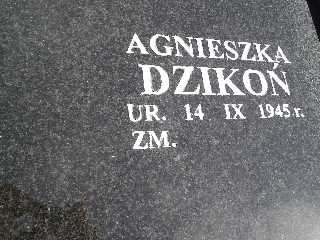 AGNIESZKA
DZIKOŃ
UR. 14 IX 1945.r.
ZM.